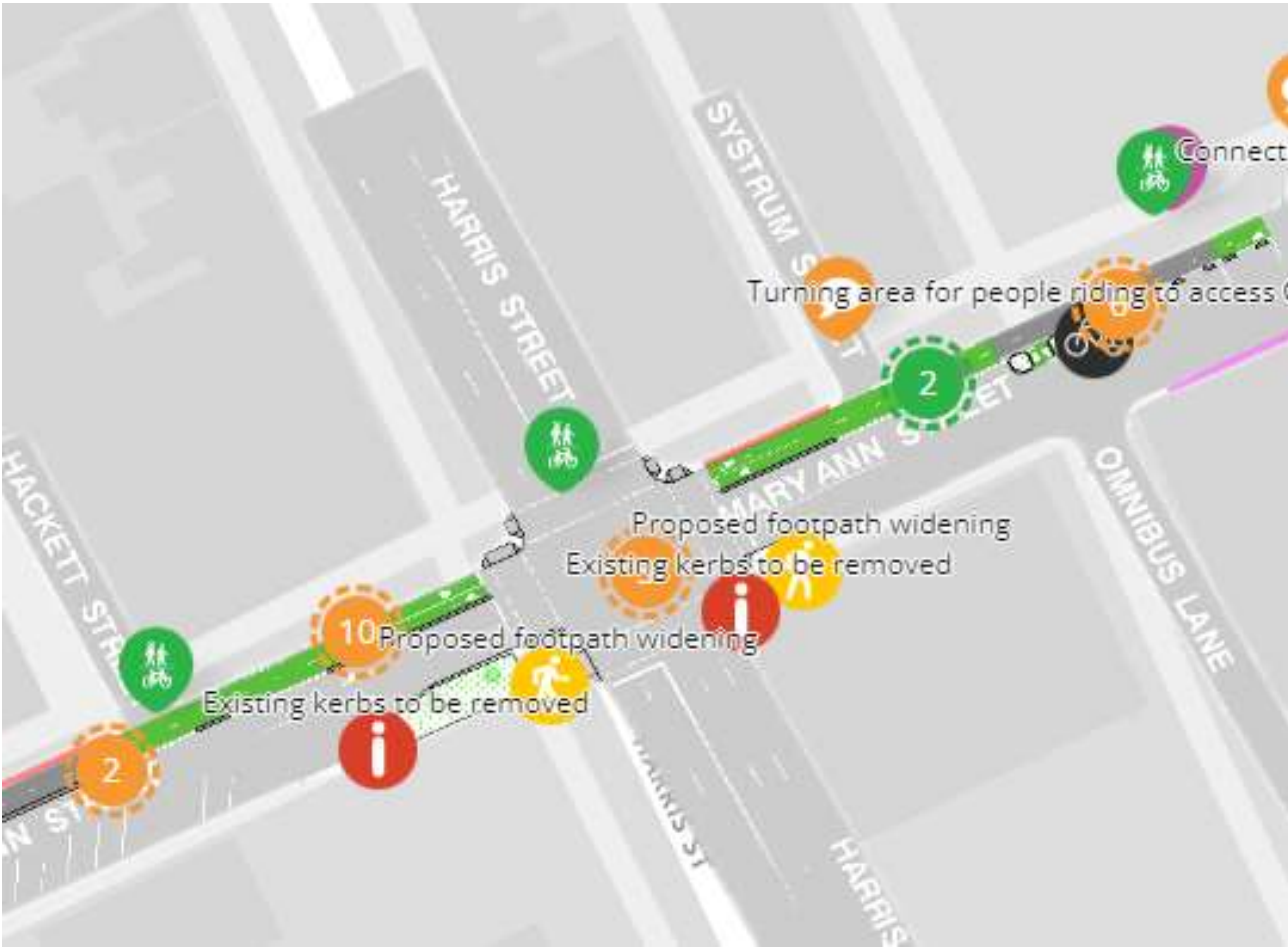 HARRIS STREET
SYSTRUM
Connect
Turning area for people riding to access
2
MARY ANN
HACKETT
OMNIBUS LANE
Proposed footpath widening
Existing kerbs to be removed
10
Proposed footpath widening
Existing kerbs to be removed
2
HARRIS ST
HARRIS